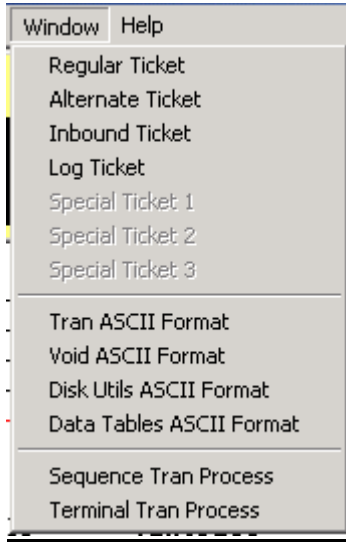 Window Help
Regular Ticket
Alternate Ticket
Inbound Ticket
Log Ticket
Special Ticket 1
Special Ticket 2
Special Ticket 3
Tran ASCII Format
Void ASCII Format
Disk Utils ASCII Format
Data Tables ASCII Format
Sequence Tran Process
Terminal Tran Process